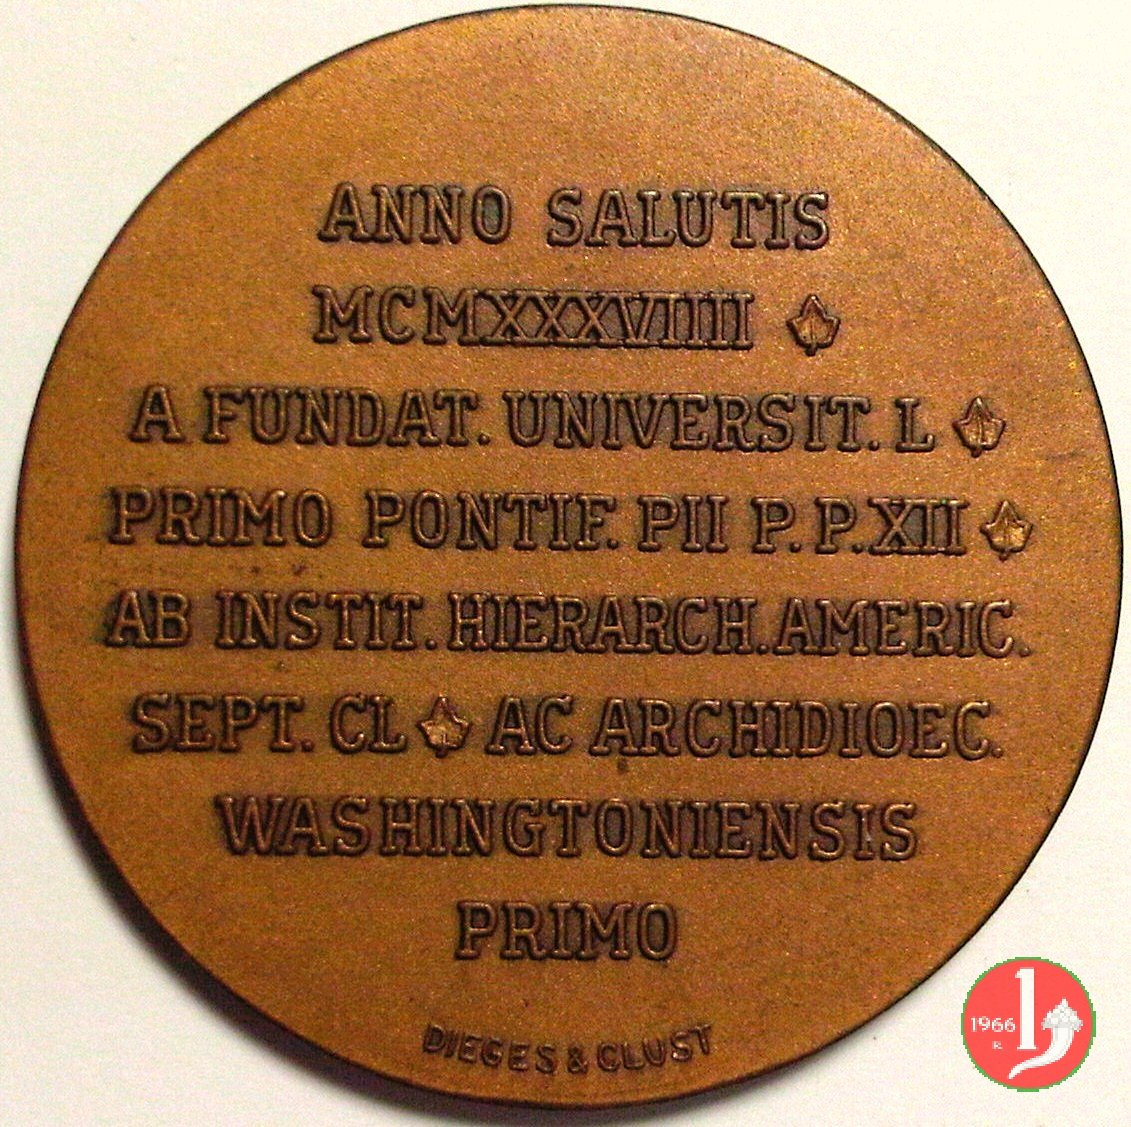 ANNO SALUTIS
MCMXXXVIIII
A FUNDAT. UNIVERSIT. L
PRIMO PONTIF. PII P. P. XII
AB INSTIT. HIERARCH. AMERIC.
SEPT. CL AC ARCHIDIOEC.
WASHINGTONIENSIS
PRIMO
DIEGES & CLUST
1966
R.